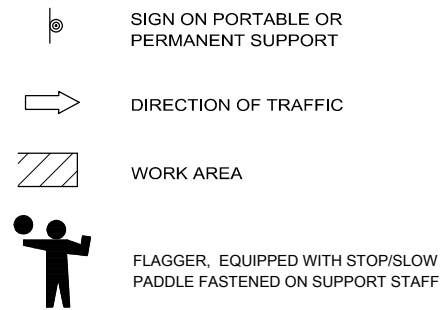 SIGN ON PORTABLE OR
PERMANENT SUPPORT
DIRECTION OF TRAFFIC
WORK AREA
FLAGGER, EQUIPPED WITH STOP/SLOW
PADDLE FASTENED ON SUPPORT STAFF